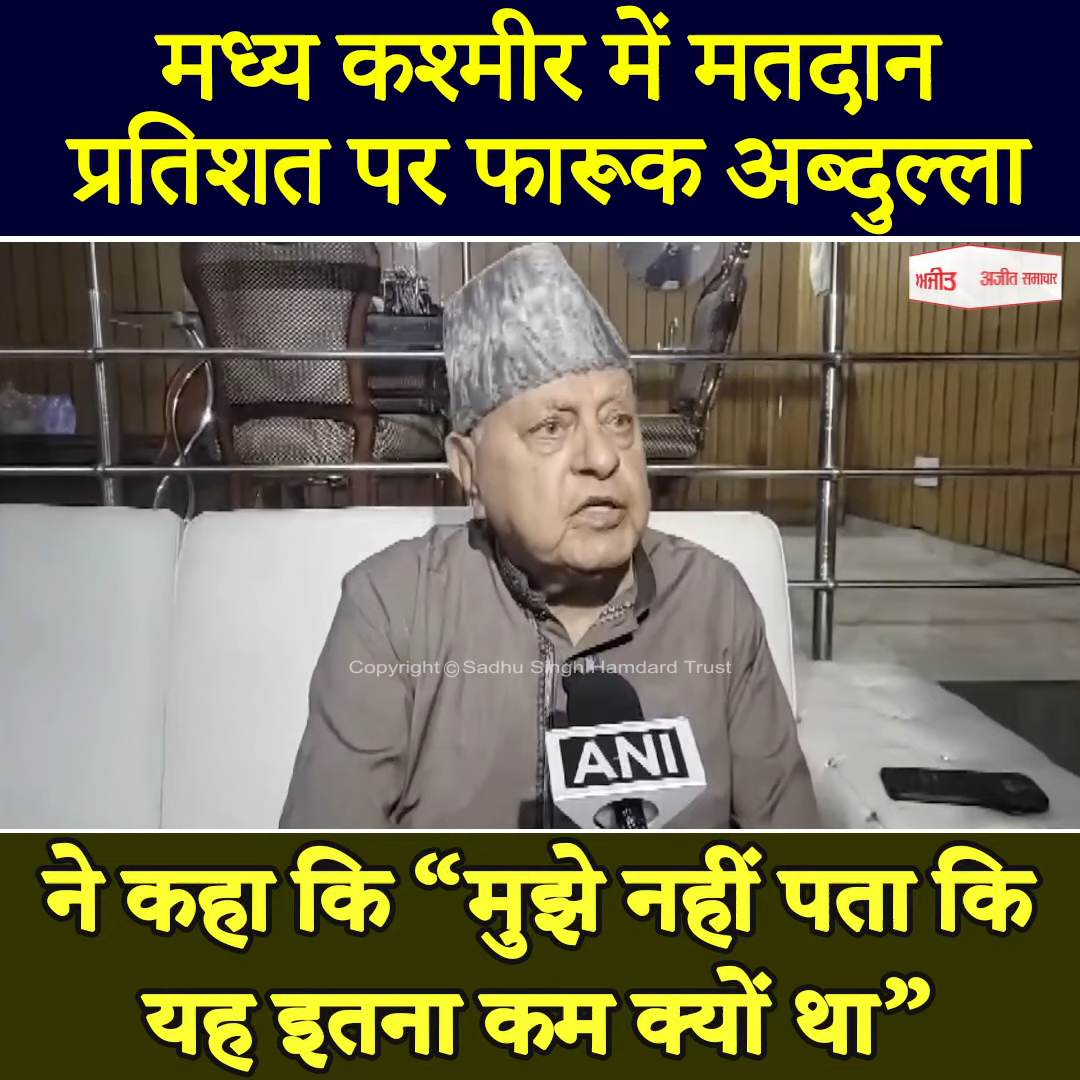 मध्य कश्मीर में मतदान
प्रतिशत पर फारूक अब्दुल्ला
ਅਜੀਤ अजीत समाचार
Copyright © Sadhu Singh Hamdard Trust
ANI
ने कहा कि “मुझे नहीं पता कि
यह इतना कम क्यों था”